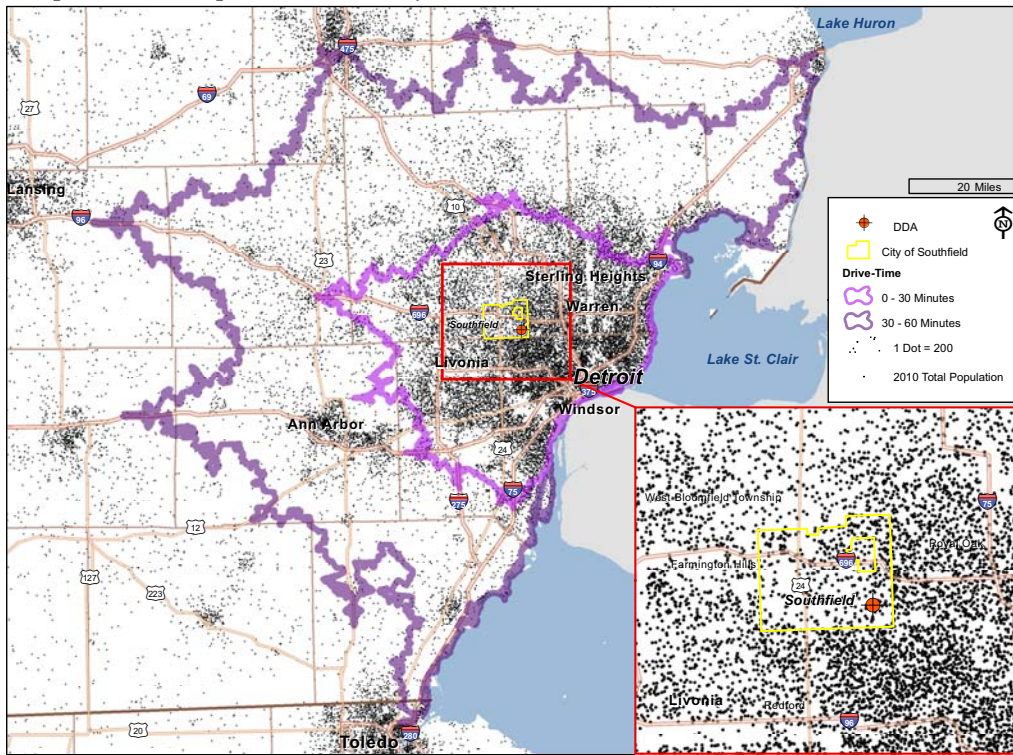 Lake Huron
475
69
27
Lansing
96
10
20 Miles
N
DDA
City of Southfield
Drive-Time
0 - 30 Minutes
30 - 60 Minutes
1 Dot = 200
2010 Total Population
23
94
Sterling Heights
696
Warren
Southfield
Livonia
Lake St. Clair
Detroit
375
Windsor
Ann Arbor
24
75
275
12
127
223
20
280
Toledo
West Bloomfield Township
75
Royal Oak
696
Farmington Hills
24
Southfield
Livonia
Redford
96